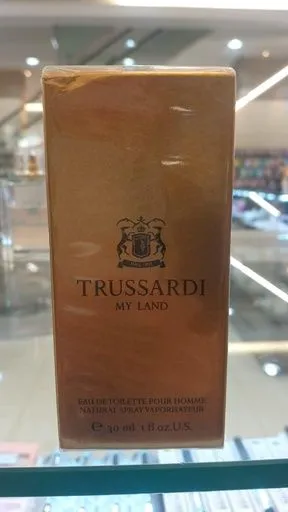 TRUSSARDI
MY LAND
EAU DE TOILETTE POUR HOMME
NATURAL SPRAY VAPORISATEUR
℮ 30 ml. 1 fl.oz.U.S.